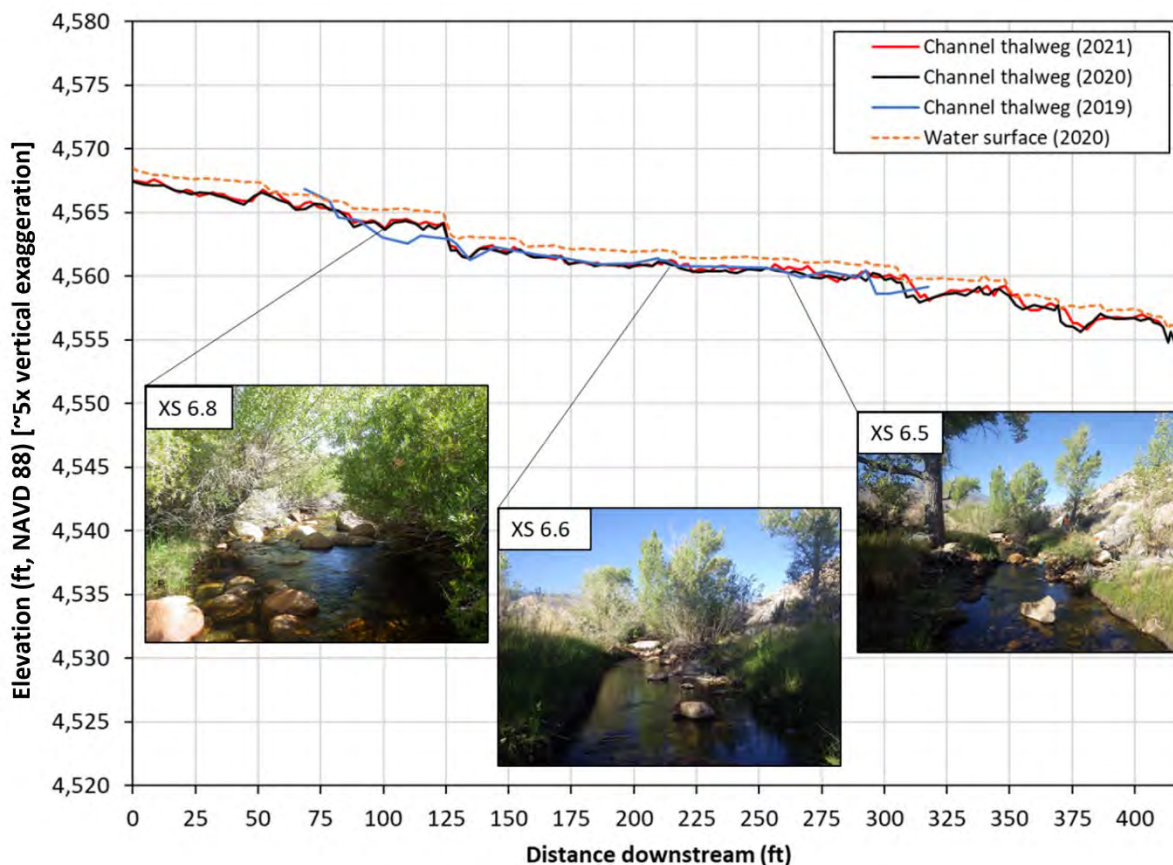 4,580
4,575
4,570
4,565
4,560
4,555
4,550
4,545
4,540
4,535
4,530
4,525
4,520
Elevation (ft, NAVD 88) [~5x vertical exaggeration]
Channel thalweg (2021)
Channel thalweg (2020)
Channel thalweg (2019)
Water surface (2020)
XS 6.8
XS 6.6
XS 6.5
0 25 50 75 100 125 150 175 200 225 250 275 300 325 350 375 400
Distance downstream (ft)